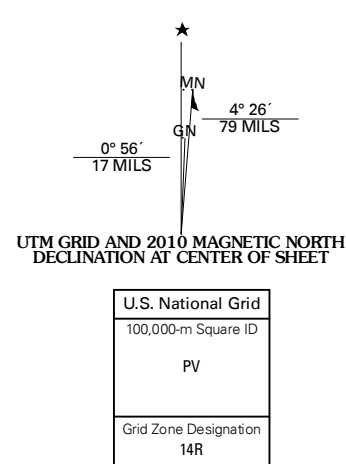 ★
MN
4° 26´
79 MILS
GN
0° 56´
17 MILS
UTM GRID AND 2010 MAGNETIC NORTH
DECLINATION AT CENTER OF SHEET
U.S. National Grid
100,000-m Square ID
PV
Grid Zone Designation
14R